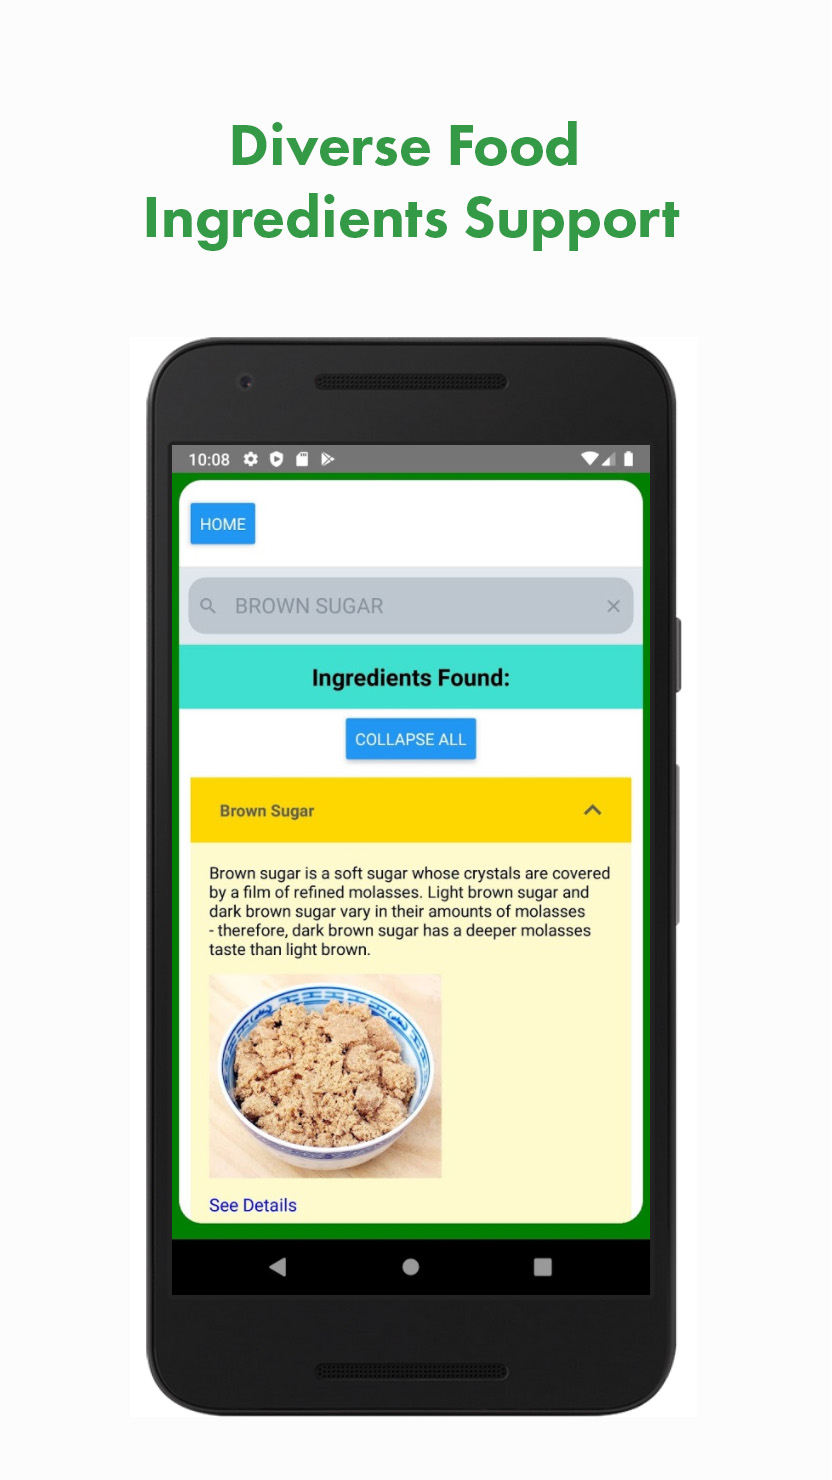 Diverse Food
Ingredients Support
10:08
HOME
BROWN SUGAR
Ingredients Found:
COLLAPSE ALL
Brown Sugar
Brown sugar is a soft sugar whose crystals are covered
by a film of refined molasses. Light brown sugar and
dark brown sugar vary in their amounts of molasses
- therefore, dark brown sugar has a deeper molasses
taste than light brown.
See Details